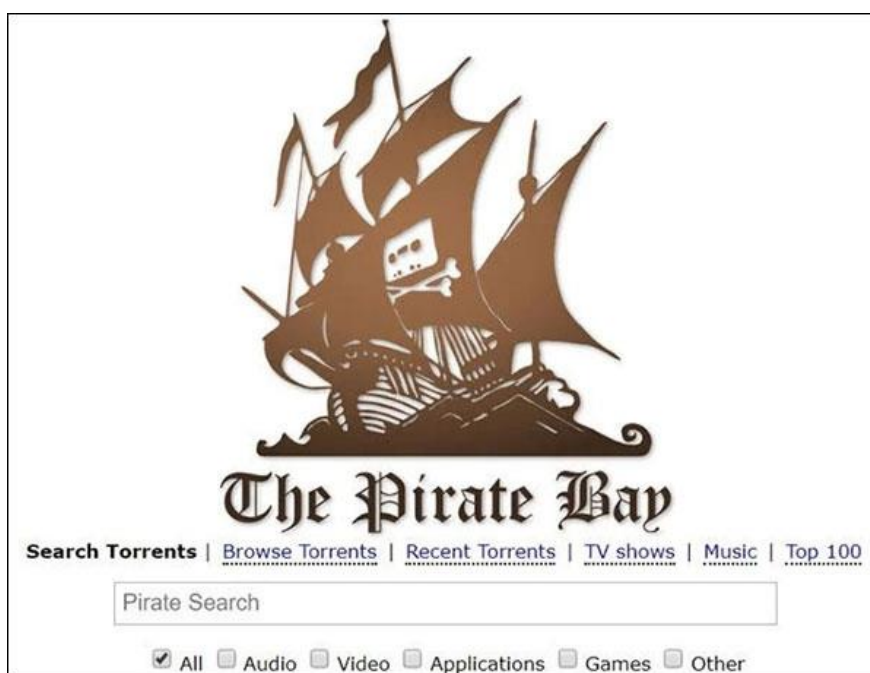 The Pirate Bay
Search Torrents | Browse Torrents | Recent Torrents | TV shows | Music | Top 100
Pirate Search
All Audio Video Applications Games Other